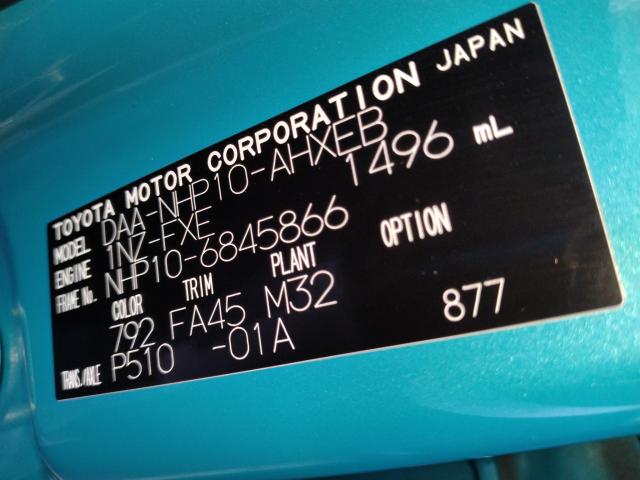 TOYOTA MOTOR CORPORATION JAPAN
MODEL DAA-NHP10-AHXEB
ENGINE 1NZ-FXE 1496 mL
FRAME No. NHP10-6845866
COLOR TRIM PLANT OPTION
792 FA45 M32
TRANS./AXLE P510 -01A 877